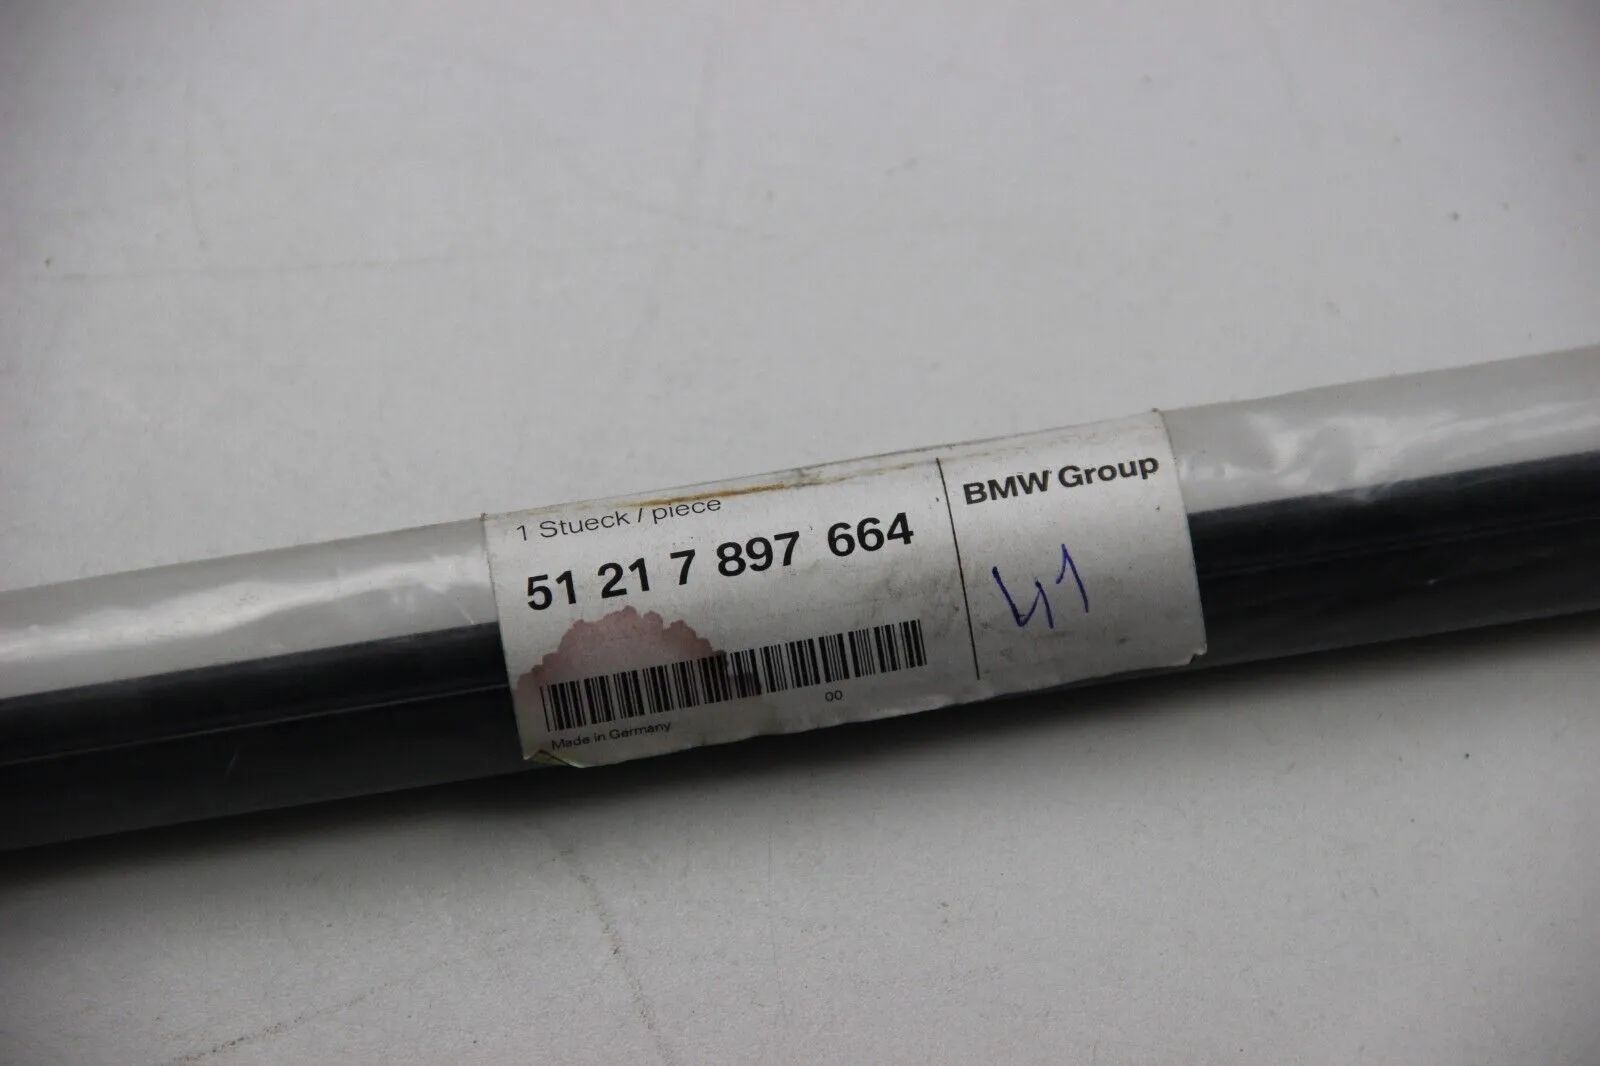 1 Stueck / piece
51 21 7 897 664
00
Made in Germany
BMW Group
41